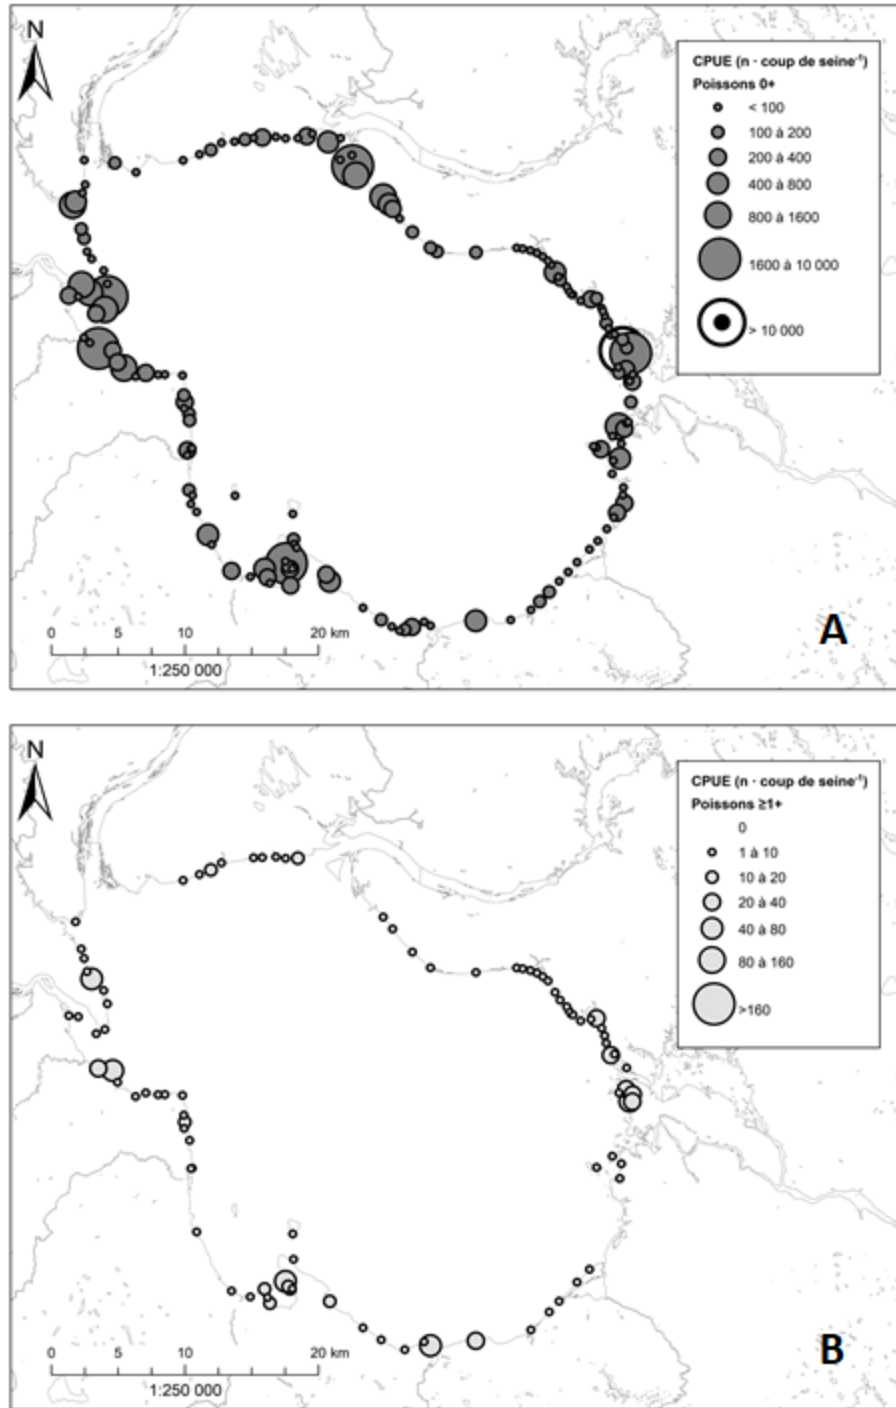 N
CPUE (n · coup de seine⁻¹)
Poissons 0+
< 100
100 à 200
200 à 400
400 à 800
800 à 1600
1600 à 10 000
> 10 000
A
0 5 10 20 km
1:250 000
N
CPUE (n · coup de seine⁻¹)
Poissons ≥1+
0
1 à 10
10 à 20
20 à 40
40 à 80
80 à 160
>160
B
0 5 10 20 km
1:250 000